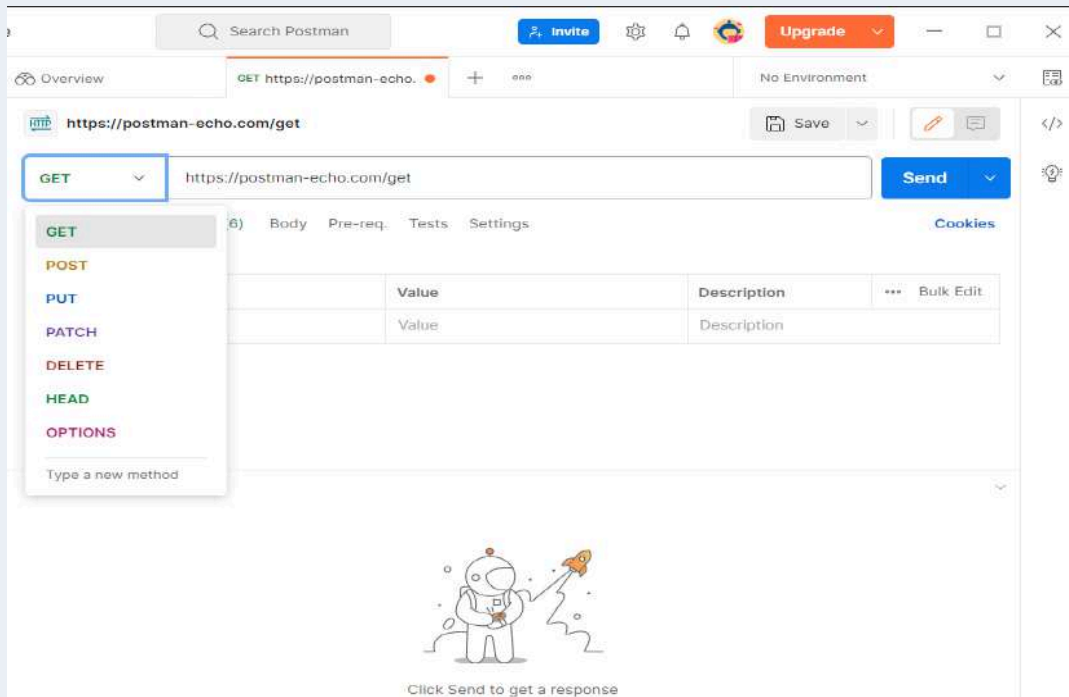 Search Postman
Invite
Upgrade
Overview
GET https://postman-echo.
No Environment
HTTP
https://postman-echo.com/get
Save
</>
GET
https://postman-echo.com/get
Send
(6) Body Pre-req. Tests Settings
Cookies
GET
POST
PUT
PATCH
DELETE
HEAD
OPTIONS
Type a new method
Value Description Bulk Edit
Value Description
Click Send to get a response